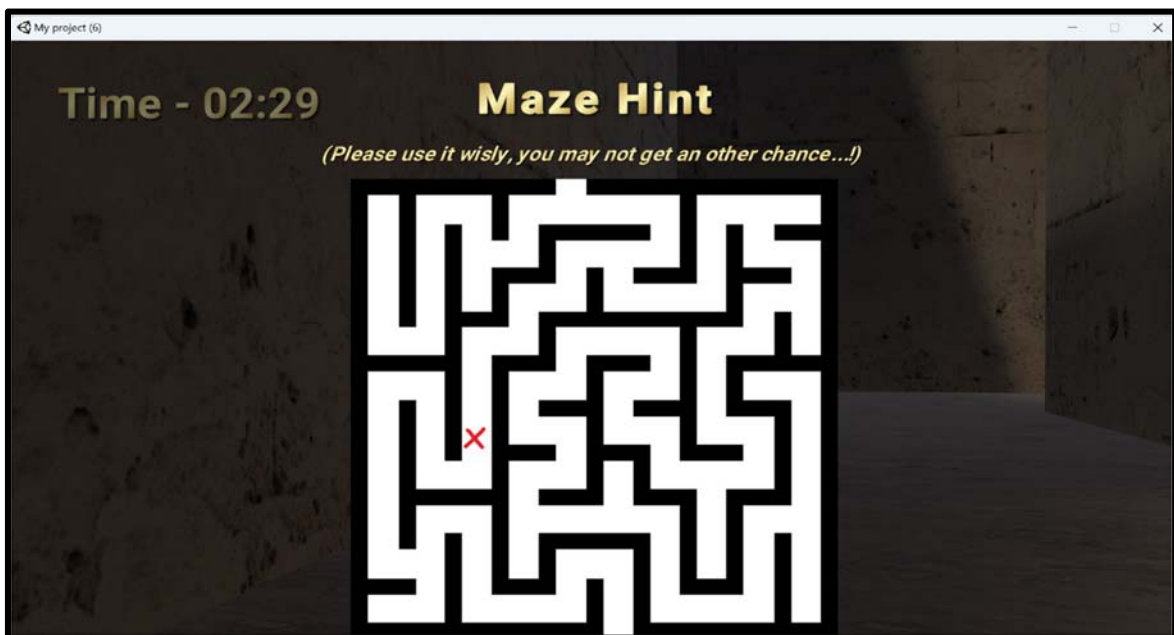 My project (6)
Time - 02:29
Maze Hint
(Please use it wisly, you may not get an other chance...!)